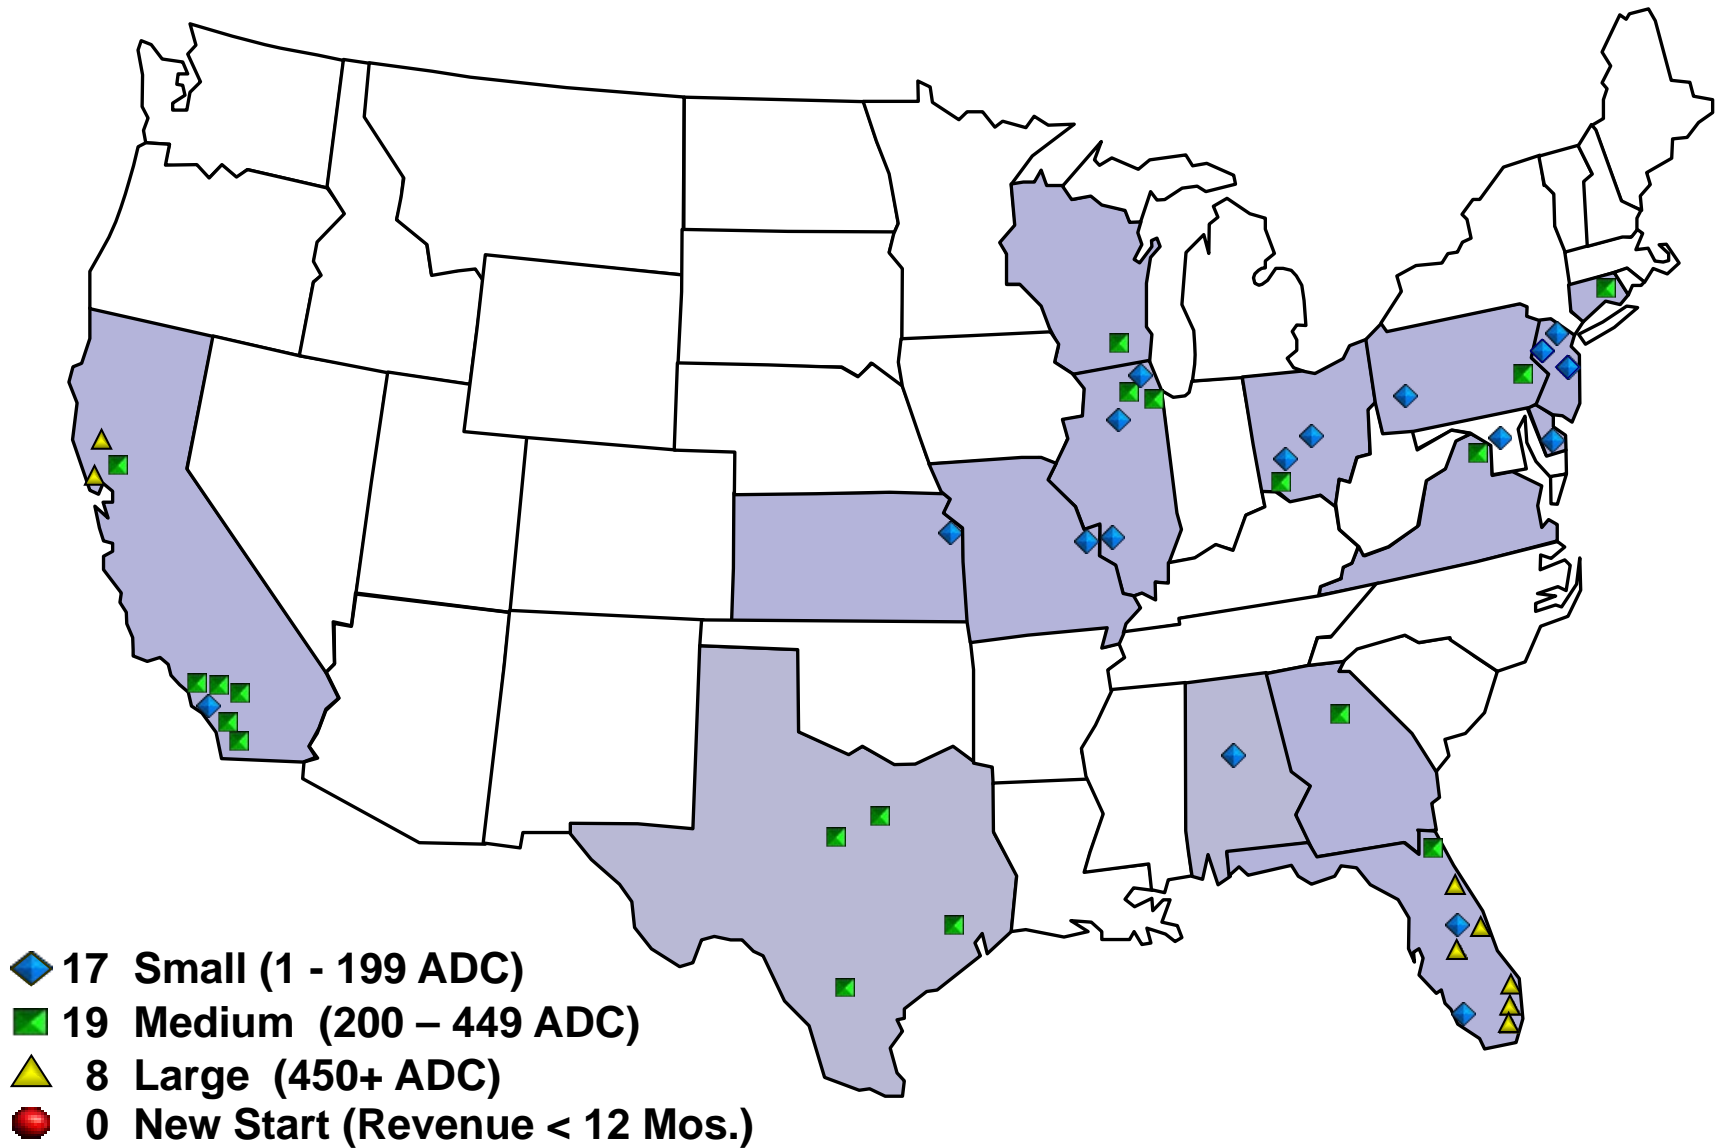 17 Small (1 - 199 ADC)
19 Medium (200 – 449 ADC)
8 Large (450+ ADC)
0 New Start (Revenue < 12 Mos.)